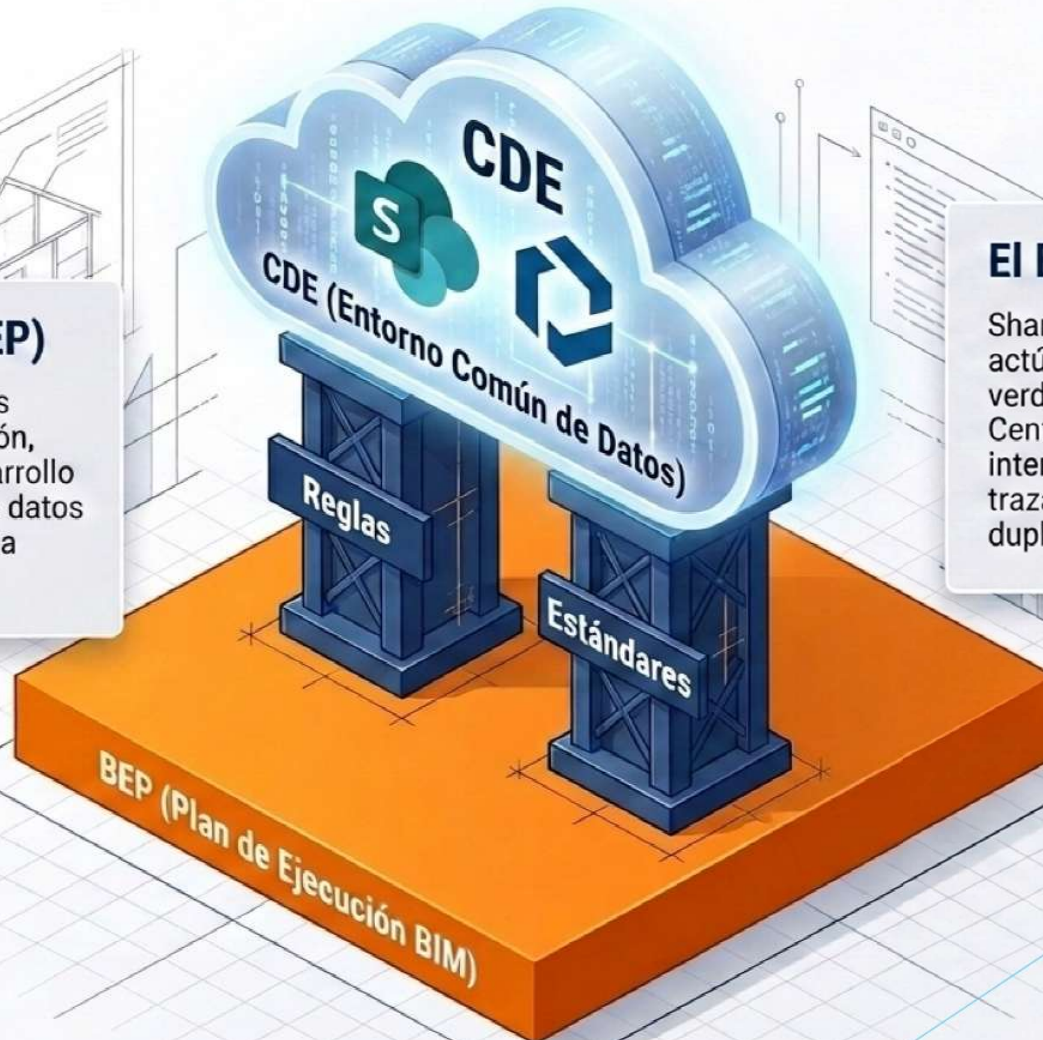 CDE
S
CDE (Entorno Común de Datos)
EP)
s
ón,
arrollo
datos
a
El
Shar
actú
verd
Cent
inter
traza
dupl
Reglas
Estándares
BEP (Plan de Ejecución BIM)